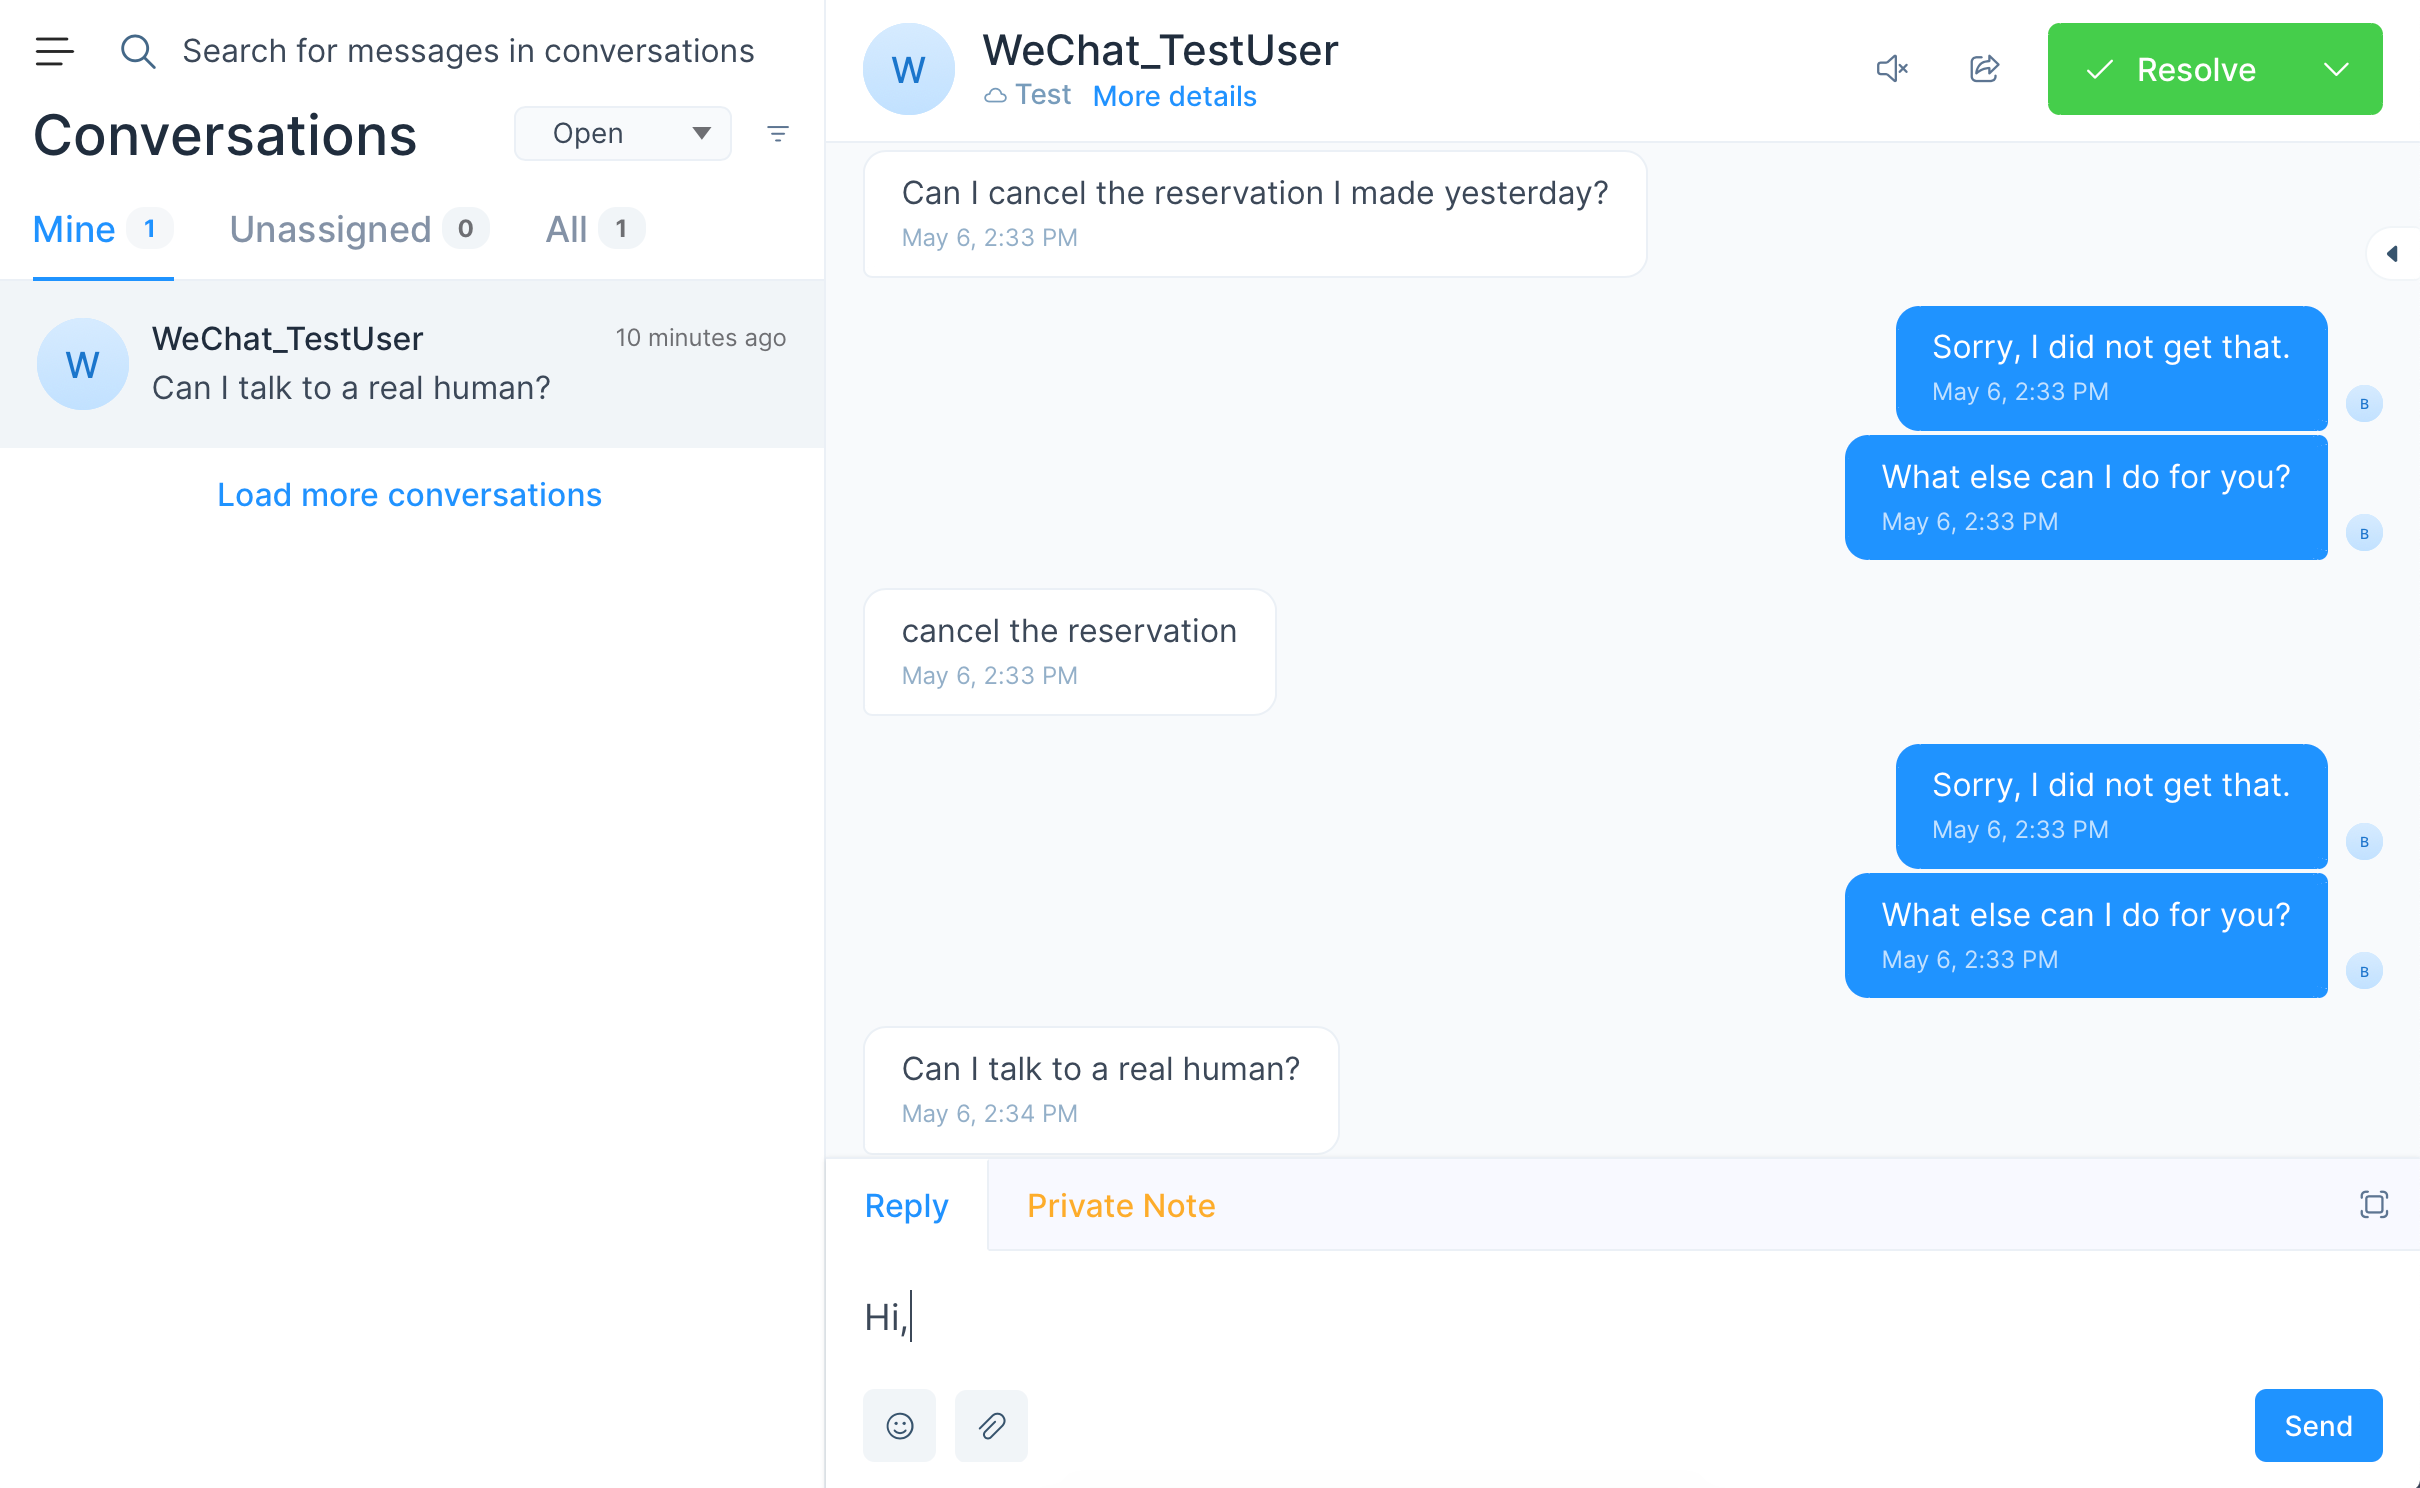 Search for messages in conversations
Conversations
Open
Mine 1 Unassigned 0 All 1
W
WeChat_TestUser
10 minutes ago
Can I talk to a real human?
Load more conversations
W
WeChat_TestUser
Test More details
Resolve
Can I cancel the reservation I made yesterday?
May 6, 2:33 PM
Sorry, I did not get that.
May 6, 2:33 PM
B
What else can I do for you?
May 6, 2:33 PM
B
cancel the reservation
May 6, 2:33 PM
Sorry, I did not get that.
May 6, 2:33 PM
B
What else can I do for you?
May 6, 2:33 PM
B
Can I talk to a real human?
May 6, 2:34 PM
Reply Private Note
Hi,
Send